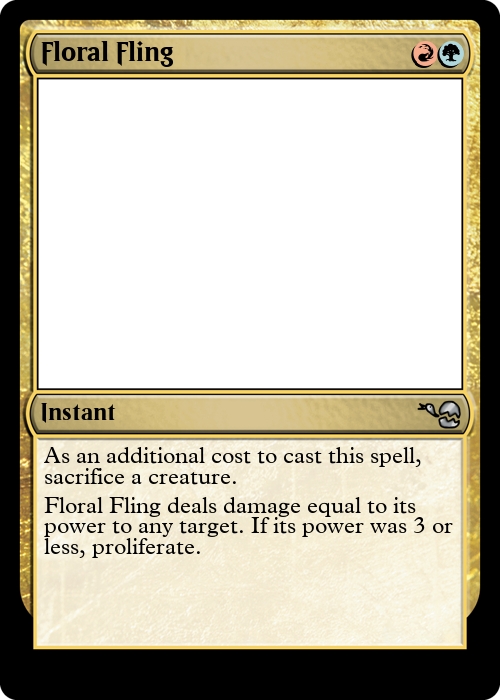 Floral Fling
Instant
As an additional cost to cast this spell,
sacrifice a creature.
Floral Fling deals damage equal to its
power to any target. If its power was 3 or
less, proliferate.